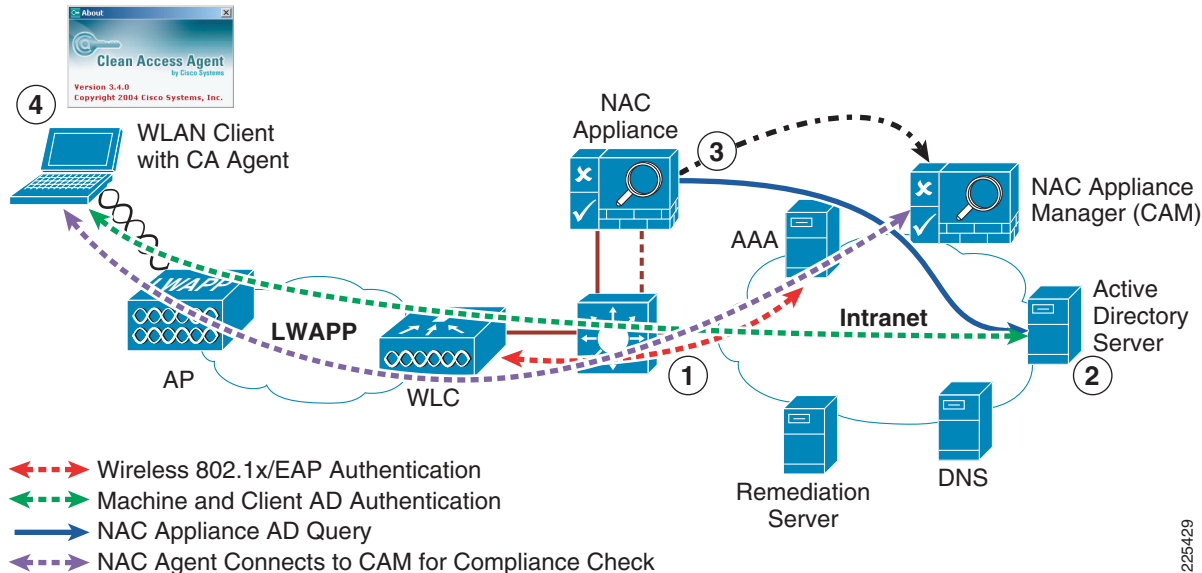 About
Clean Access Agent
by Cisco Systems
Version 3.4.0
Copyright 2004 Cisco Systems, Inc.
4
WLAN Client
with CA Agent
NAC
Appliance
3
NAC Appliance
Manager (CAM)
AAA
LWAPP
LWAPP
AP
WLC
1
Intranet
Active
Directory
Server
2
Remediation
Server
DNS
Wireless 802.1x/EAP Authentication
Machine and Client AD Authentication
NAC Appliance AD Query
NAC Agent Connects to CAM for Compliance Check
225429